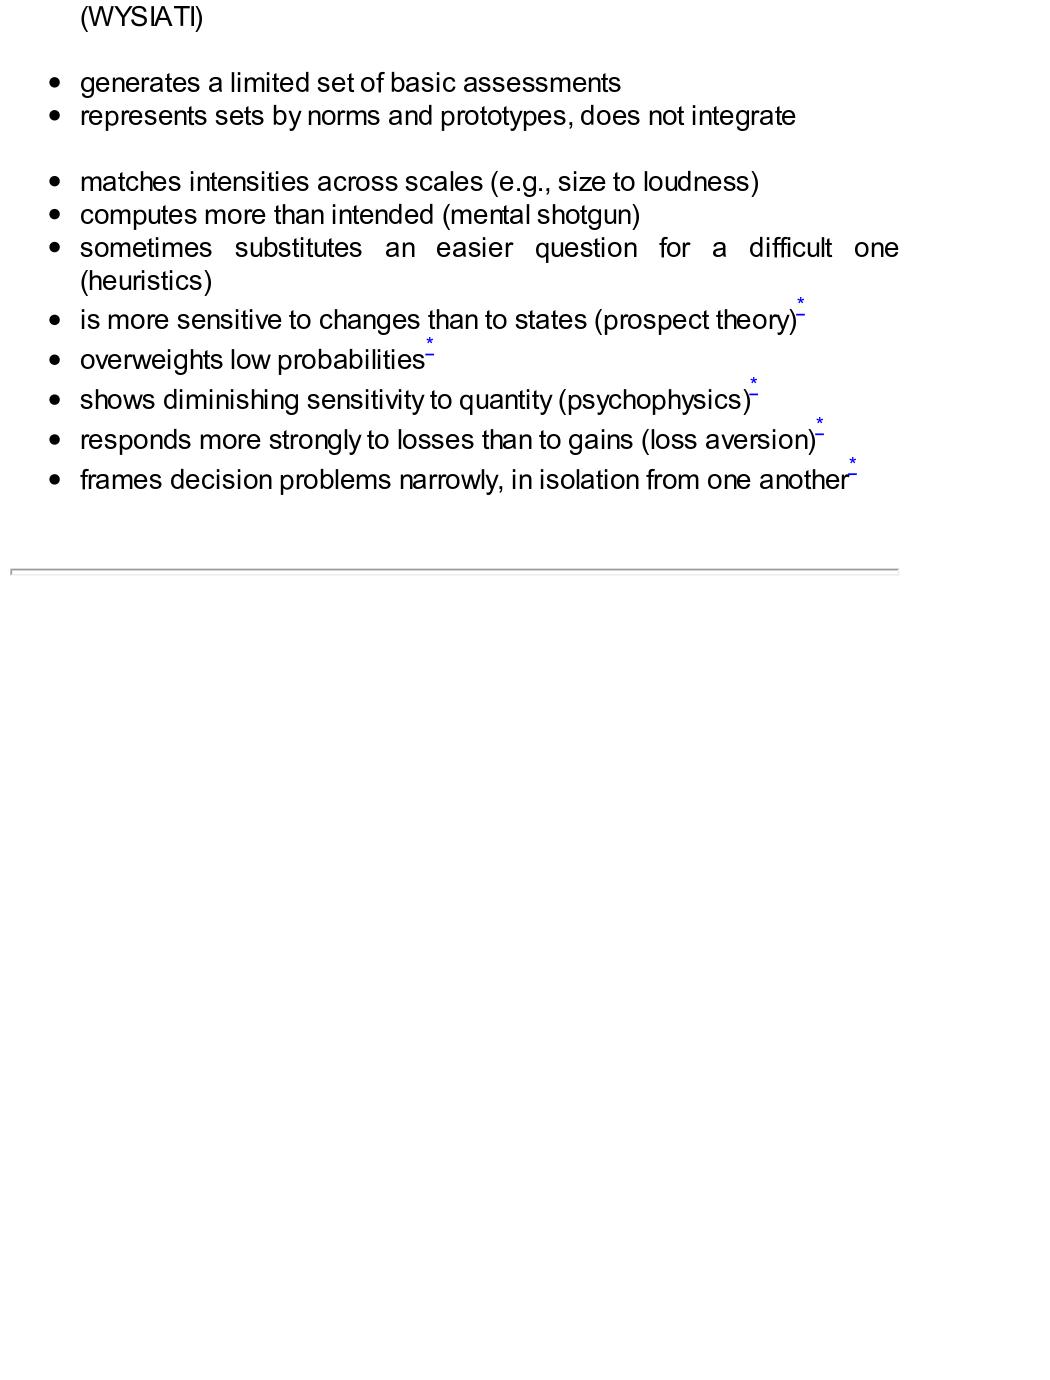 (WYSIATI)
• generates a limited set of basic assessments
• represents sets by norms and prototypes, does not integrate
• matches intensities across scales (e.g., size to loudness)
• computes more than intended (mental shotgun)
• sometimes substitutes an easier question for a difficult one
(heuristics)
• is more sensitive to changes than to states (prospect theory)*
• overweights low probabilities*
• shows diminishing sensitivity to quantity (psychophysics)*
• responds more strongly to losses than to gains (loss aversion)*
• frames decision problems narrowly, in isolation from one another*